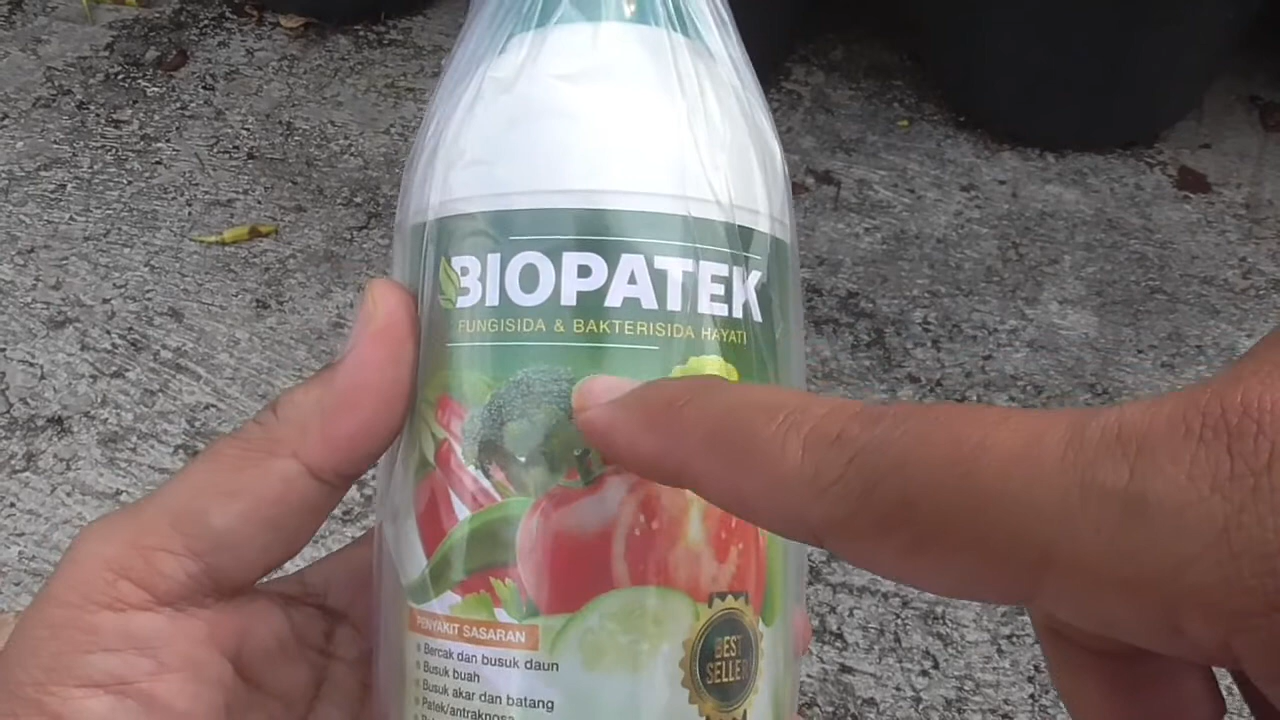 BIOPATEK
FUNGISIDA & BAKTERISIDA HAYATI
PENYAKIT SASARAN
Bercak dan busuk daun
Busuk buah
Busuk akar dan batang
Patek/antraknosa
BEST
SELLER